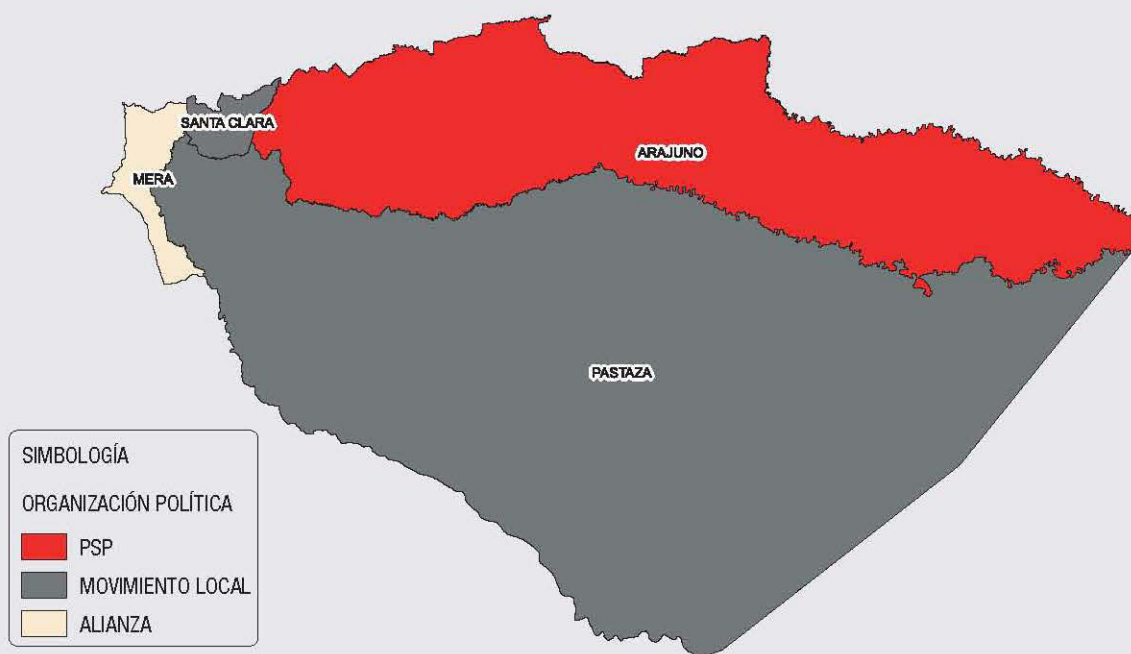 SANTA CLARA
ARAJUNO
MERA
PASTAZA
SIMBOLOGÍA
ORGANIZACIÓN POLÍTICA
PSP
MOVIMIENTO LOCAL
ALIANZA